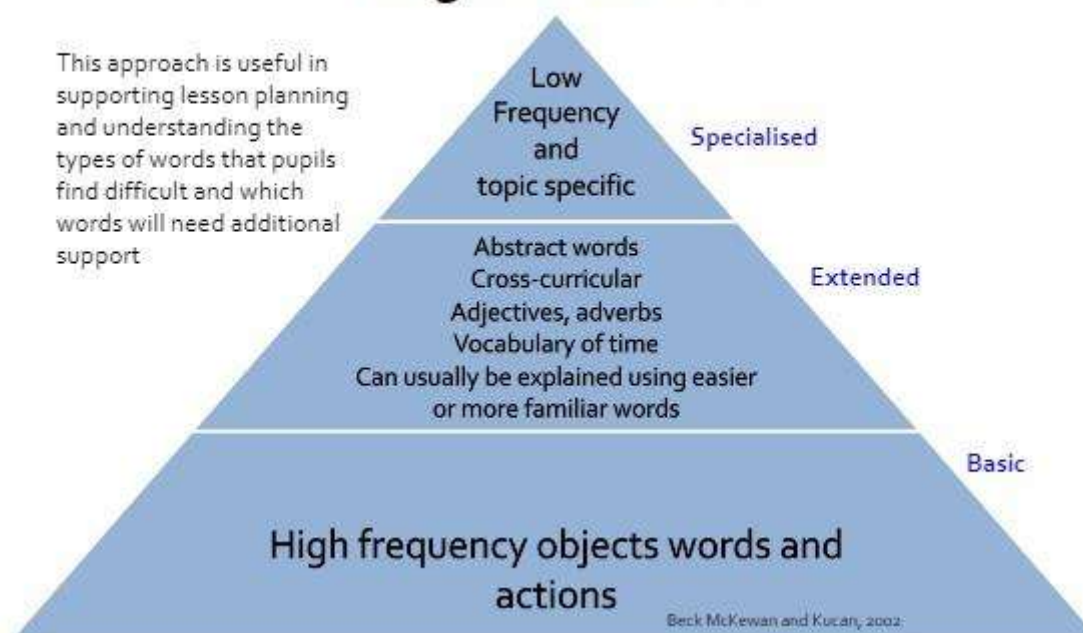 This approach is useful in
supporting lesson planning
and understanding the
types of words that pupils
find difficult and which
words will need additional
support
Low
Frequency
and
topic specific
Specialised
Abstract words
Cross-curricular
Adjectives, adverbs
Vocabulary of time
Can usually be explained using easier
or more familiar words
Extended
Basic
High frequency objects words and
actions
Beck McKewan and Kucan, 2002